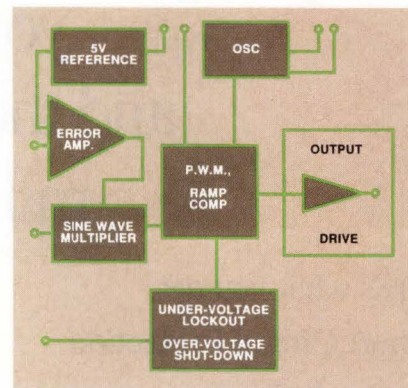 5V
REFERENCE
OSC
ERROR
AMP.
P.W.M.,
RAMP
COMP
OUTPUT
DRIVE
SINE WAVE
MULTIPLIER
UNDER-VOLTAGE
LOCKOUT
OVER-VOLTAGE
SHUT-DOWN